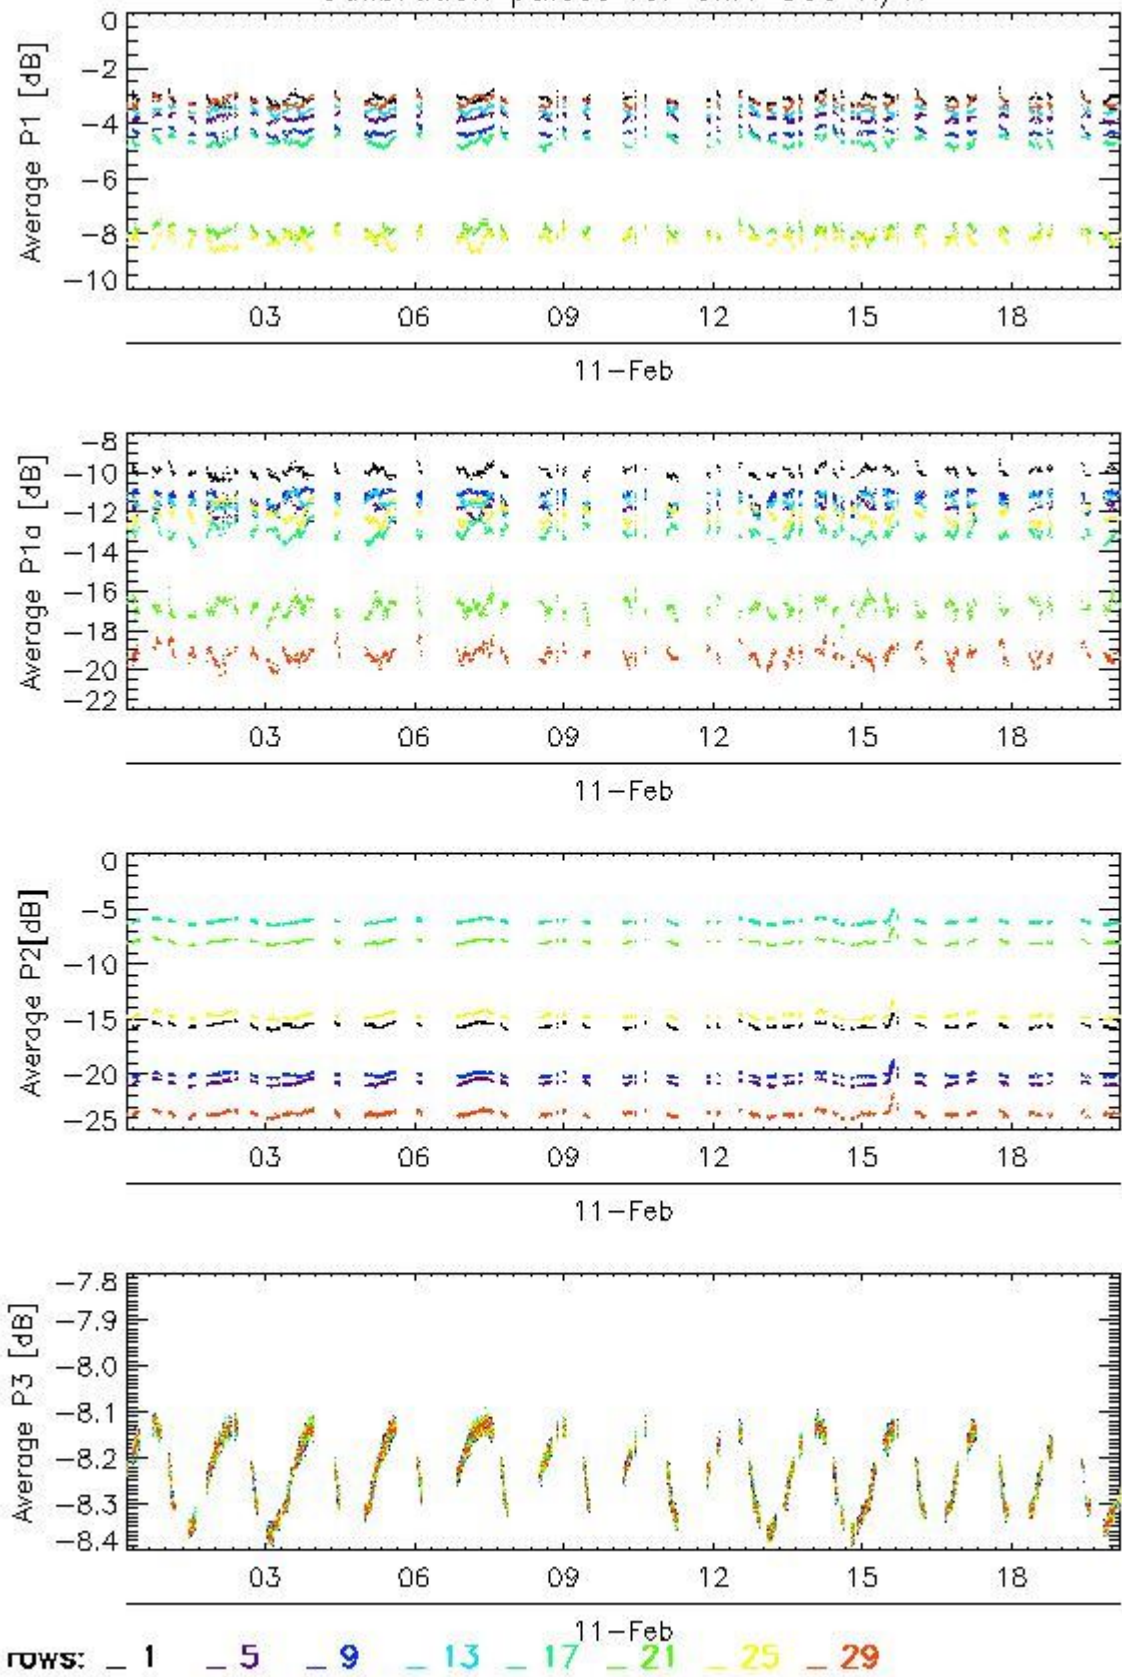 0
−2
−4
−6
−8
−10
Average P1 [dB]
03 06 09 12 15 18
11−Feb
−8
−10
−12
−14
−16
−18
−20
−22
Average P1a [dB]
03 06 09 12 15 18
11−Feb
0
−5
−10
−15
−20
−25
Average P2[dB]
03 06 09 12 15 18
11−Feb
−7.8
−7.9
−8.0
−8.1
−8.2
−8.3
−8.4
Average P3 [dB]
03 06 09 12 15 18
11−Feb
rows: _ 1 _ 5 _ 9 _ 13 _ 17 _ 21 _ 25 _ 29